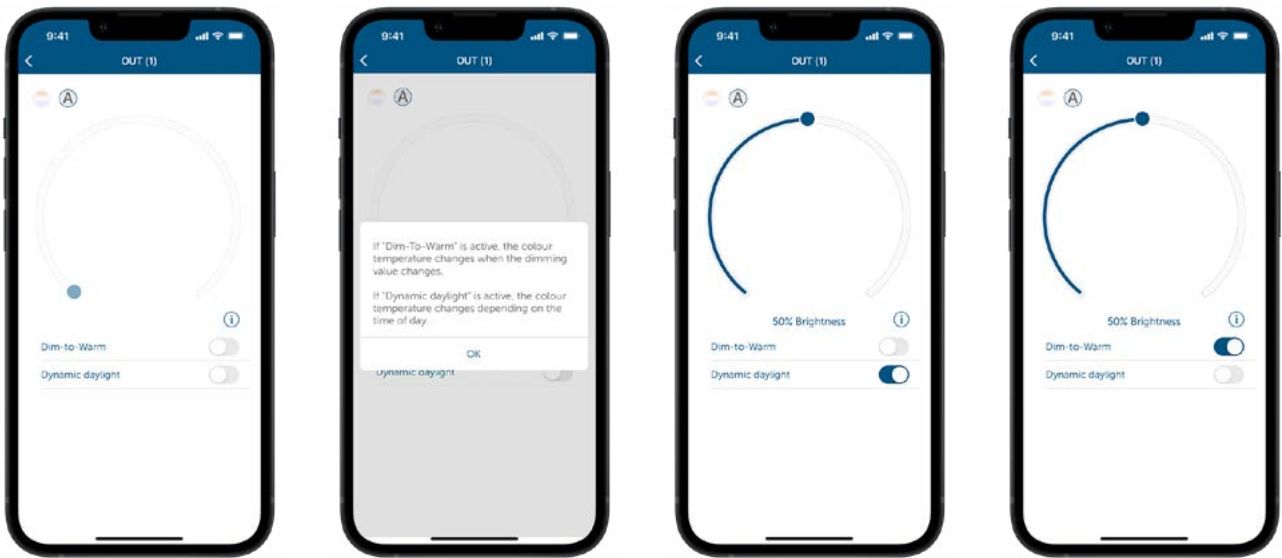 9:41
OUT (1)
A
Dim-to-Warm
Dynamic daylight
9:41
OUT (1)
A
If "Dim-To-Warm" is active, the colour
temperature changes when the dimming
value changes.
If "Dynamic daylight" is active, the colour
temperature changes depending on the
time of day.
OK
Dynamic daylight
9:41
OUT (1)
A
50% Brightness
Dim-to-Warm
Dynamic daylight
9:41
OUT (1)
A
50% Brightness
Dim-to-Warm
Dynamic daylight